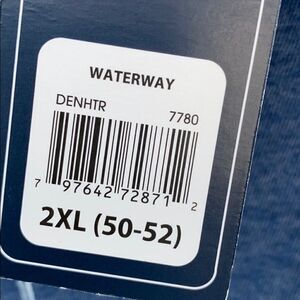 WATERWAY
DENHTR 7780
7 97642 72871 2
2XL (50-52)